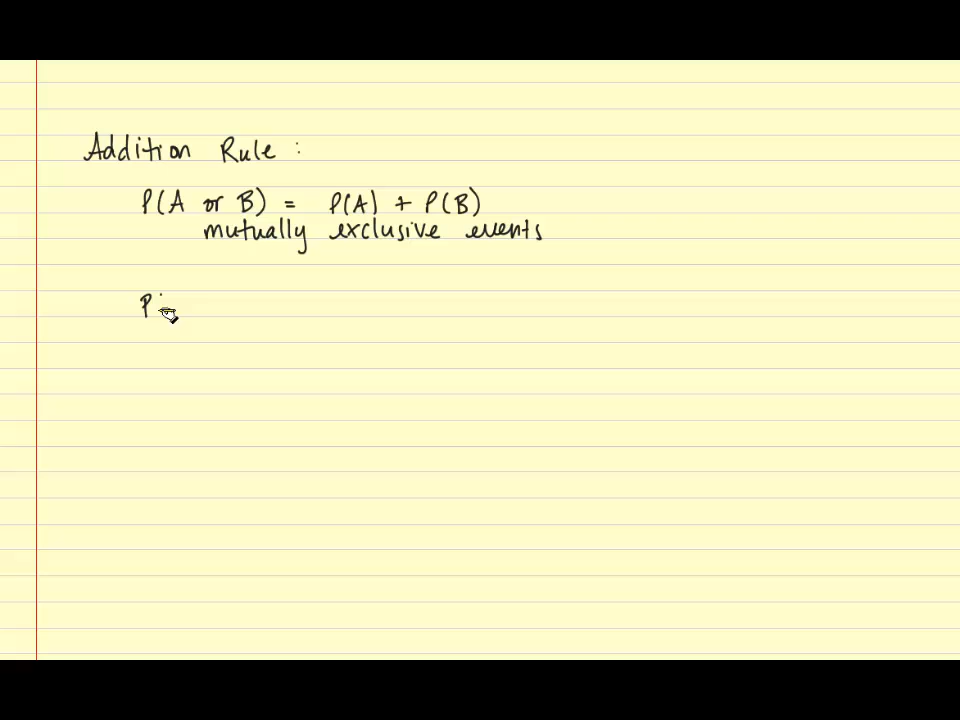 Addition Rule :
P(A or B) = P(A) + P(B)
mutually exclusive events
P